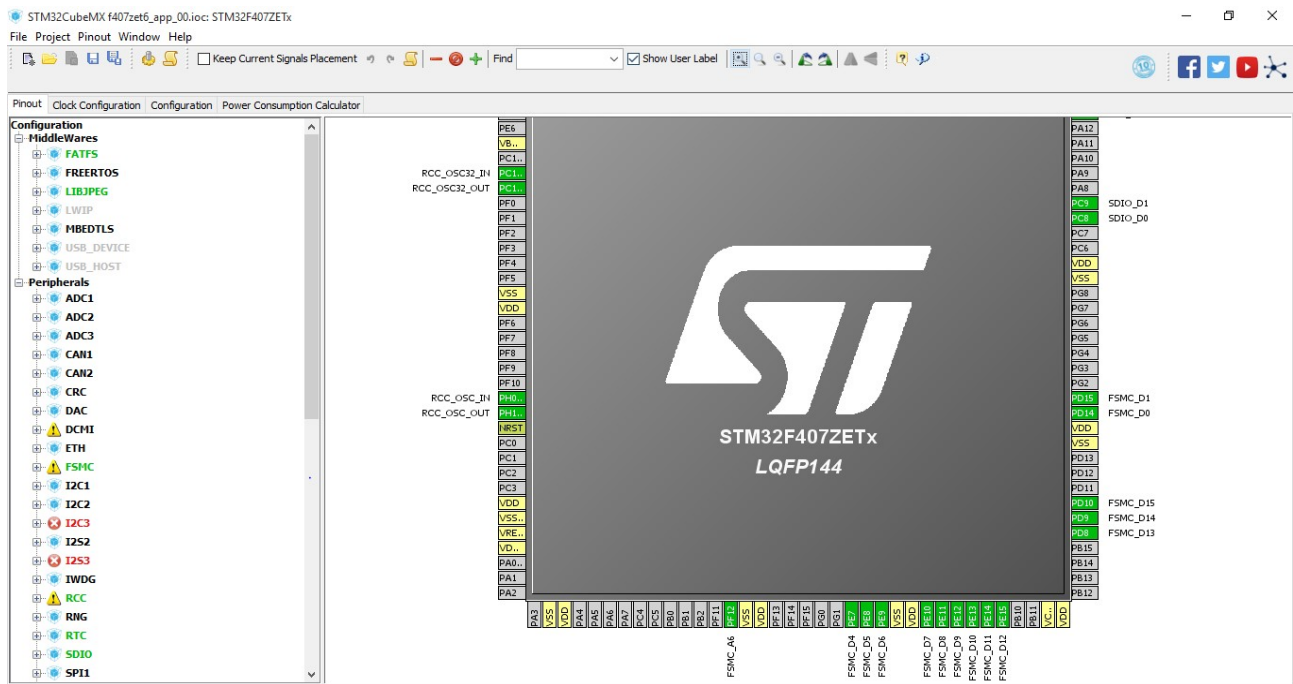 STM32CubeMX f407zet6_app_00.ioc: STM32F407ZETx
File Project Pinout Window Help
Keep Current Signals Placement
Find
Show User Label
10
Pinout Clock Configuration Configuration Power Consumption Calculator
Configuration
MiddleWares
FATFS
FREERTOS
LIBJPEG
LWIP
MBEDTLS
USB_DEVICE
USB_HOST
Peripherals
ADC1
ADC2
ADC3
CAN1
CAN2
CRC
DAC
DCMI
ETH
FSMC
I2C1
I2C2
I2C3
I2S2
I2S3
IWDG
RCC
RNG
RTC
SDIO
SPI1
PE6
VB..
PC1..
RCC_OSC32_IN PC1..
RCC_OSC32_OUT PC1..
PF0
PF1
PF2
PF3
PF4
PF5
VSS
VDD
PF6
PF7
PF8
PF9
PF10
RCC_OSC_IN PH0..
RCC_OSC_OUT PH1..
NRST
PC0
PC1
PC2
PC3
VDD
VSS..
VRE..
VD..
PA0..
PA1
PA2
ST
STM32F407ZETx
LQFP144
PA12
PA11
PA10
PA9
PA8
PC9 SDIO_D1
PC8 SDIO_D0
PC7
PC6
VDD
VSS
PG8
PG7
PG6
PG5
PG4
PG3
PG2
PD15 FSMC_D1
PD14 FSMC_D0
VDD
VSS
PD13
PD12
PD11
PD10 FSMC_D15
PD9 FSMC_D14
PD8 FSMC_D13
PB15
PB14
PB13
PB12
PA3 VSS VDD PA4 PA5 PA6 PA7 PC4 PC5 PB0 PB1 PB2 PF11 PF12 VSS VDD PF13 PF14 PF15 PG0 PG1 PE7 PE8 PE9 VSS VDD PE10 PE11 PE12 PE13 PE14 PE15 PB10 PB11 VC.. VDD
FSMC_A6 FSMC_D4 FSMC_D5 FSMC_D6 FSMC_D7 FSMC_D8 FSMC_D9 FSMC_D10 FSMC_D11 FSMC_D12